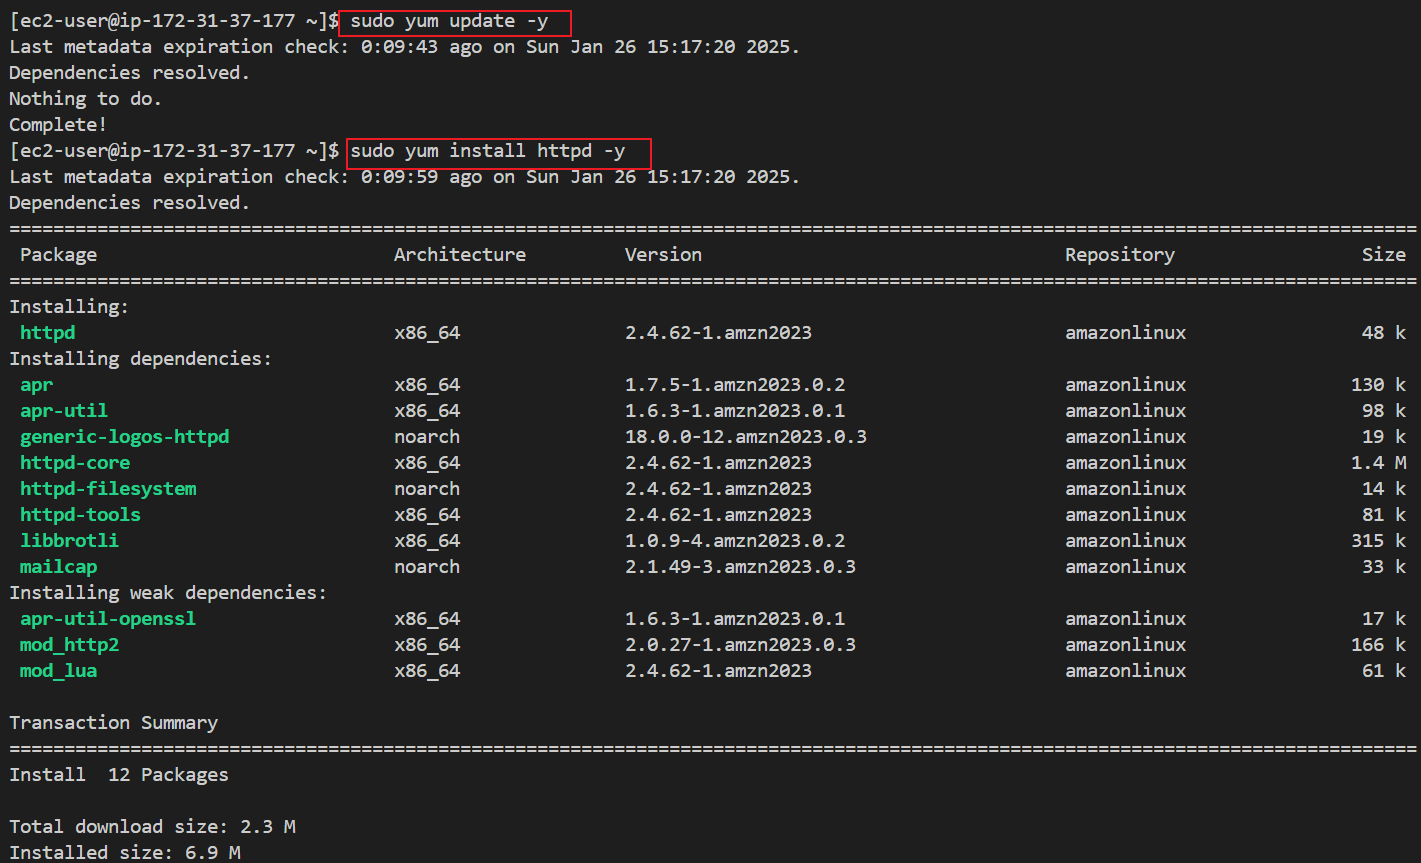 [ec2-user@ip-172-31-37-177 ~]$ sudo yum update -y
Last metadata expiration check: 0:09:43 ago on Sun Jan 26 15:17:20 2025.
Dependencies resolved.
Nothing to do.
Complete!
[ec2-user@ip-172-31-37-177 ~]$ sudo yum install httpd -y
Last metadata expiration check: 0:09:59 ago on Sun Jan 26 15:17:20 2025.
Dependencies resolved.
================================================================================================================================
Package Architecture Version Repository Size
================================================================================================================================
Installing:
httpd x86_64 2.4.62-1.amzn2023 amazonlinux 48 k
Installing dependencies:
apr x86_64 1.7.5-1.amzn2023.0.2 amazonlinux 130 k
apr-util x86_64 1.6.3-1.amzn2023.0.1 amazonlinux 98 k
generic-logos-httpd noarch 18.0.0-12.amzn2023.0.3 amazonlinux 19 k
httpd-core x86_64 2.4.62-1.amzn2023 amazonlinux 1.4 M
httpd-filesystem noarch 2.4.62-1.amzn2023 amazonlinux 14 k
httpd-tools x86_64 2.4.62-1.amzn2023 amazonlinux 81 k
libbrotli x86_64 1.0.9-4.amzn2023.0.2 amazonlinux 315 k
mailcap noarch 2.1.49-3.amzn2023.0.3 amazonlinux 33 k
Installing weak dependencies:
apr-util-openssl x86_64 1.6.3-1.amzn2023.0.1 amazonlinux 17 k
mod_http2 x86_64 2.0.27-1.amzn2023.0.3 amazonlinux 166 k
mod_lua x86_64 2.4.62-1.amzn2023 amazonlinux 61 k
Transaction Summary
================================================================================================================================
Install 12 Packages
Total download size: 2.3 M
Installed size: 6.9 M